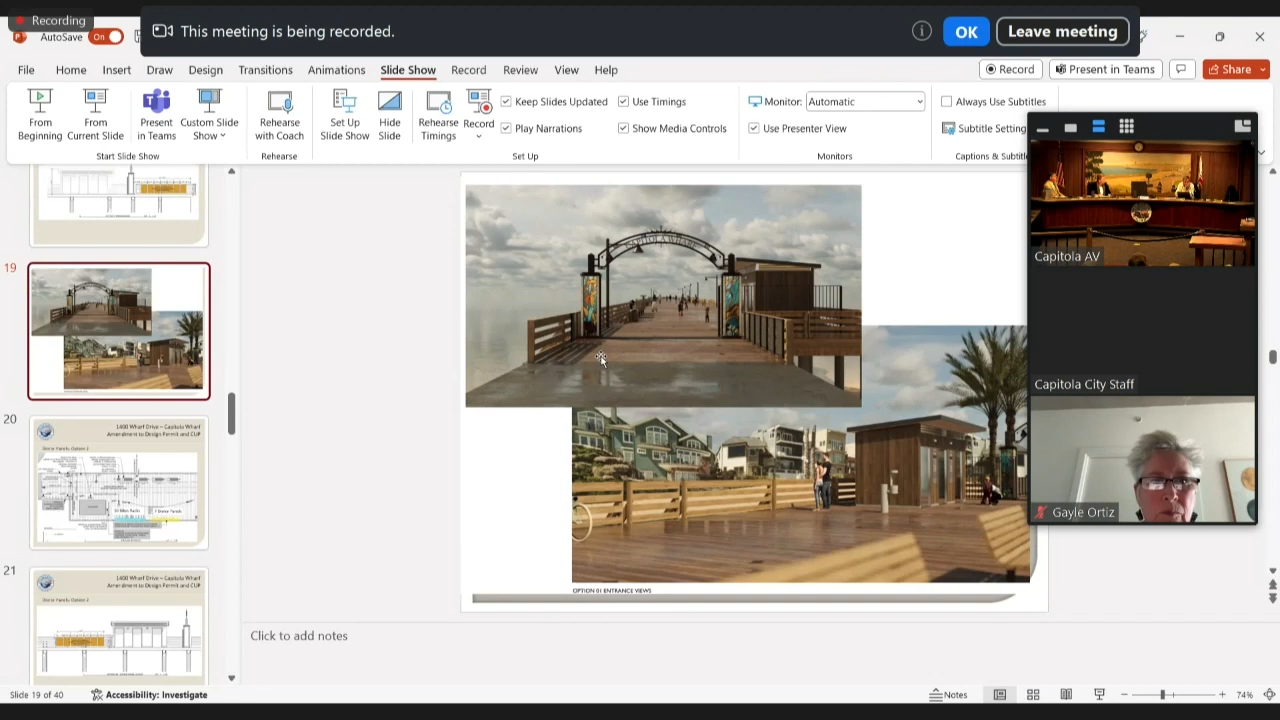 Recording
This meeting is being recorded.
OK
Leave meeting
AutoSave
On
File
Home
Insert
Draw
Design
Transitions
Animations
Slide Show
Record
Review
View
Help
Record
Present in Teams
Share
From
Beginning
From
Current Slide
Present
in Teams
Custom Slide
Show
Start Slide Show
Rehearse
with Coach
Rehearse
Set Up
Slide Show
Hide
Slide
Rehearse
Timings
Record
Keep Slides Updated
Use Timings
Play Narrations
Show Media Controls
Set Up
Monitor:
Automatic
Use Presenter View
Monitors
Always Use Subtitles
Subtitle Setting
Captions & Subtitle
Capitola AV
Capitola City Staff
Gayle Ortiz
19
20
1400 Wharf Drive – Capitola Wharf
Amendment to Design Permit and CUP
21
1400 Wharf Drive – Capitola Wharf
Amendment to Design Permit and CUP
CAPITOLA WHARF
OPTION 01 ENTRANCE VIEWS
Click to add notes
Slide 19 of 40
Accessibility: Investigate
Notes
74%